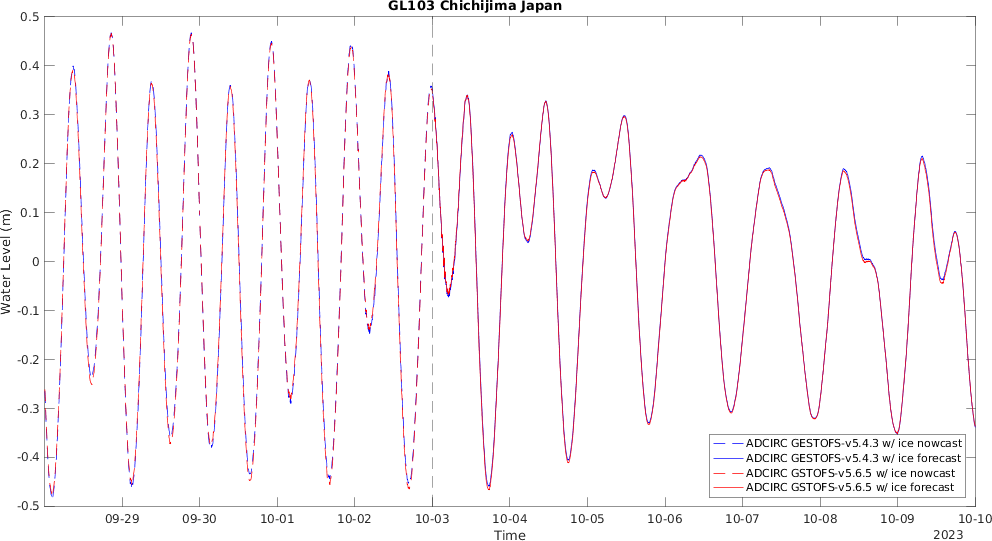 GL103 Chichijima Japan
0.5
0.4
0.3
0.2
0.1
0
-0.1
-0.2
-0.3
-0.4
-0.5
Water Level (m)
ADCIRC GESTOFS-v5.4.3 w/ ice nowcast
ADCIRC GESTOFS-v5.4.3 w/ ice forecast
ADCIRC GSTOFS-v5.6.5 w/ ice nowcast
ADCIRC GSTOFS-v5.6.5 w/ ice forecast
09-29 09-30 10-01 10-02 10-03 10-04 10-05 10-06 10-07 10-08 10-09 10-10
Time
2023